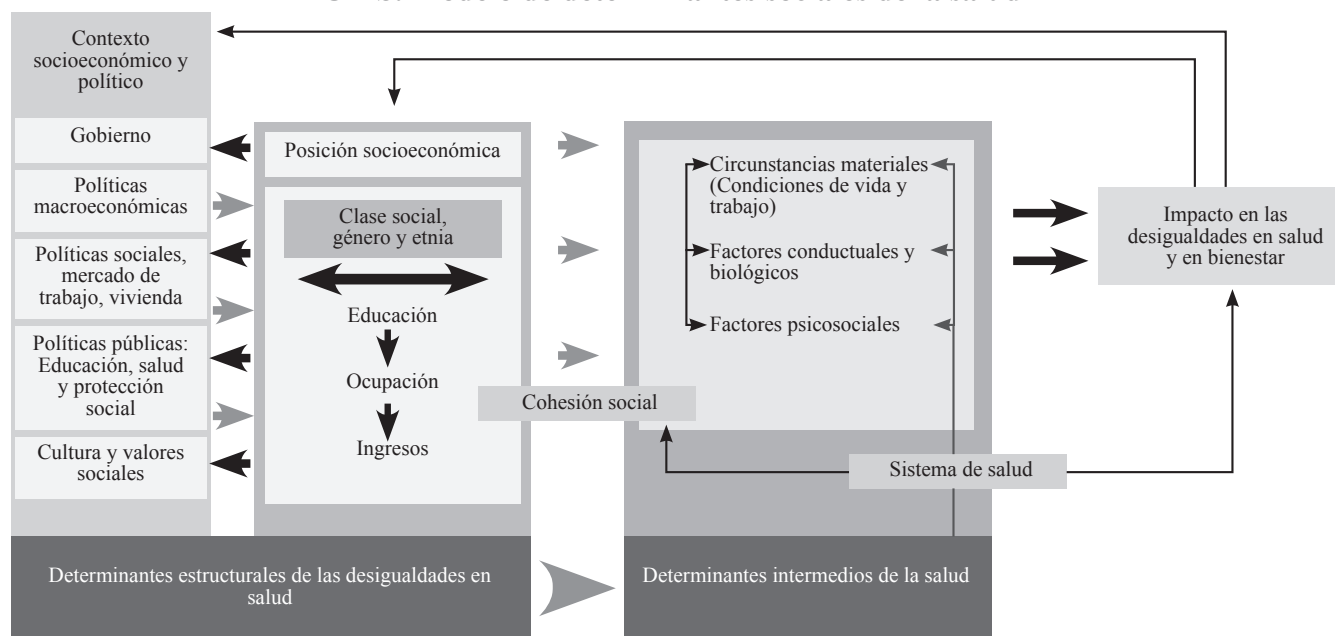 Contexto
socioeconómico y
político
Gobierno
Políticas
macroeconómicas
Políticas sociales,
mercado de
trabajo, vivienda
Políticas públicas:
Educación, salud
y protección
social
Cultura y valores
sociales
Posición socioeconómica
Clase social,
género y etnia
Educación
Ocupación
Ingresos
Cohesión social
Circunstancias materiales
(Condiciones de vida y
trabajo)
Factores conductuales y
biológicos
Factores psicosociales
Sistema de salud
Impacto en las
desigualdades en salud
y en bienestar
Determinantes estructurales de las desigualdades en
salud
Determinantes intermedios de la salud